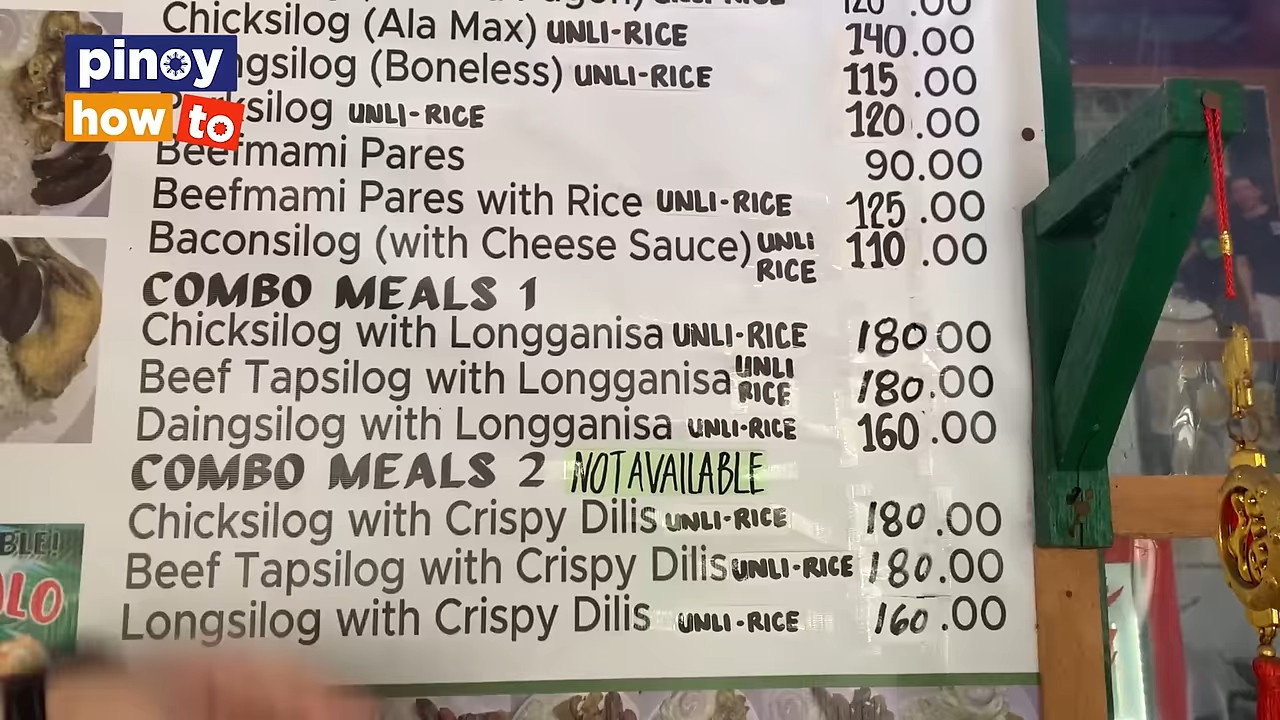 Chicksilog (Ala Max) UNLI-RICE 140.00
pinoy
how to
(Boneless) UNLI-RICE 115.00
UNLI-RICE 120.00
Beefmami Pares 90.00
Beefmami Pares with Rice UNLI-RICE 125.00
Baconsilog (with Cheese Sauce) UNLI RICE 110.00
COMBO MEALS 1
Chicksilog with Longganisa UNLI-RICE 180.00
Beef Tapsilog with Longganisa UNLI RICE 180.00
Daingsilog with Longganisa UNLI-RICE 160.00
COMBO MEALS 2 NOT AVAILABLE
Chicksilog with Crispy Dilis UNLI-RICE 180.00
Beef Tapsilog with Crispy Dilis UNLI-RICE 180.00
Longsilog with Crispy Dilis UNLI-RICE 160.00